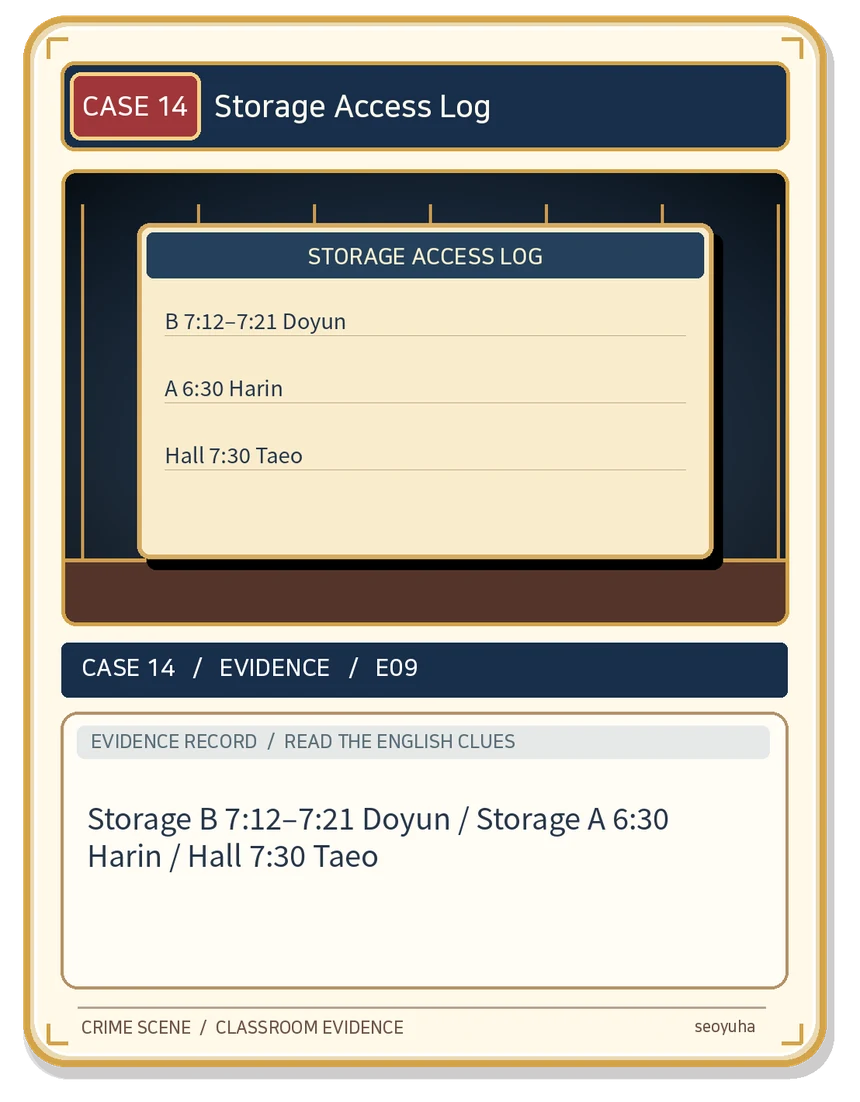 CASE 14 Storage Access Log
STORAGE ACCESS LOG
B 7:12–7:21 Doyun
A 6:30 Harin
Hall 7:30 Taeo
CASE 14 / EVIDENCE / E09
EVIDENCE RECORD / READ THE ENGLISH CLUES
Storage B 7:12–7:21 Doyun / Storage A 6:30
Harin / Hall 7:30 Taeo
CRIME SCENE / CLASSROOM EVIDENCE seoyuha